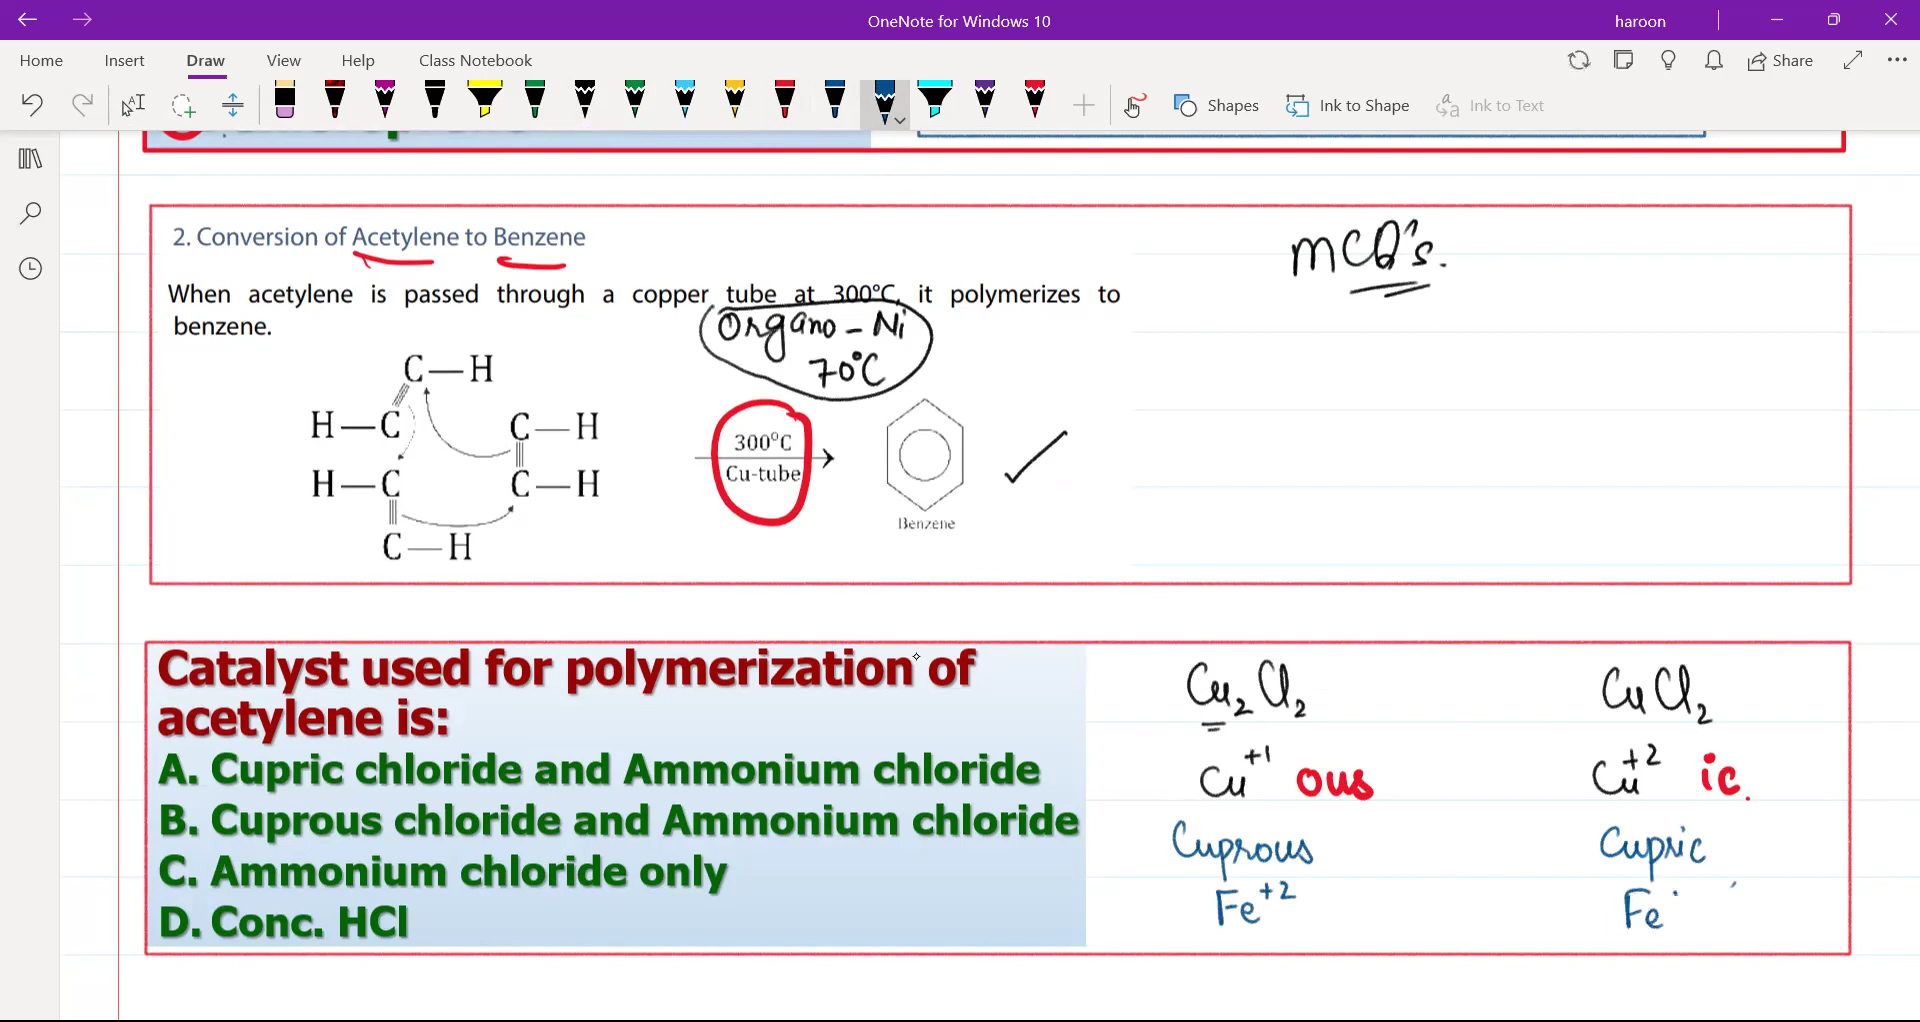 OneNote for Windows 10
haroon
Home Insert Draw View Help Class Notebook
Share
Shapes Ink to Shape Ink to Text
2. Conversion of Acetylene to Benzene
MCQ's.
When acetylene is passed through a copper tube at 300°C, it polymerizes to
benzene.
Organo - Ni
70°C
C—H
H—C
C—H
H—C
C—H
C—H
300°C
Cu-tube
Benzene
Catalyst used for polymerization of
acetylene is:
A. Cupric chloride and Ammonium chloride
B. Cuprous chloride and Ammonium chloride
C. Ammonium chloride only
D. Conc. HCl
Cu₂Cl₂
CuCl₂
Cu⁺¹ ous
Cu⁺² ic.
Cuprous
Cupric
Fe⁺²
Fe